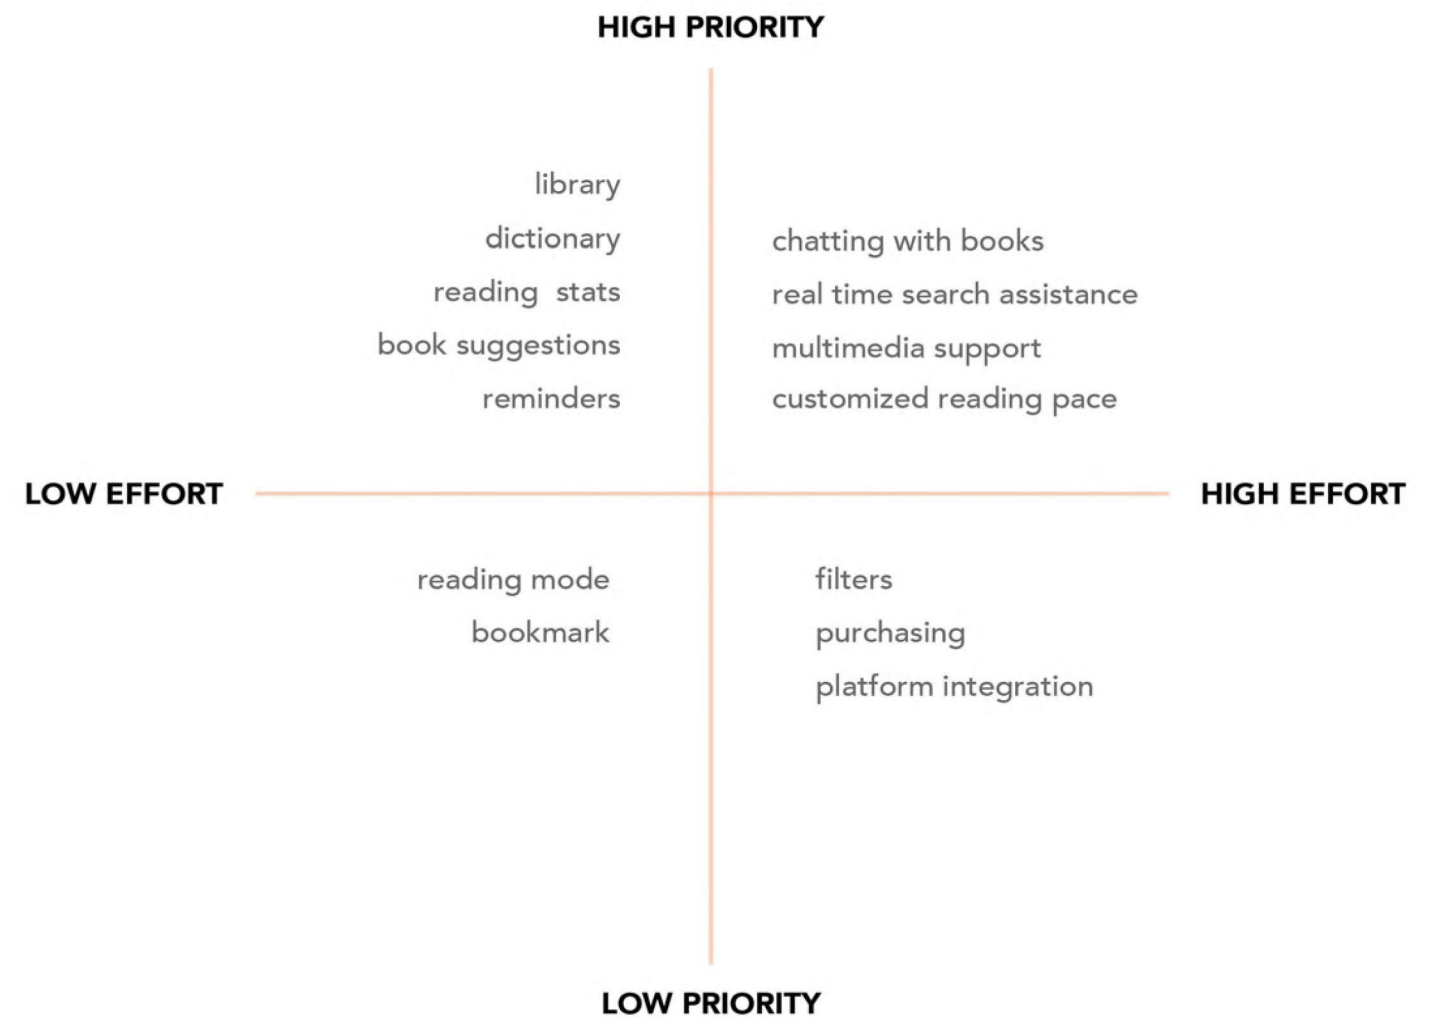 HIGH PRIORITY
library
dictionary
reading stats
book suggestions
reminders
chatting with books
real time search assistance
multimedia support
customized reading pace
LOW EFFORT
HIGH EFFORT
reading mode
bookmark
filters
purchasing
platform integration
LOW PRIORITY